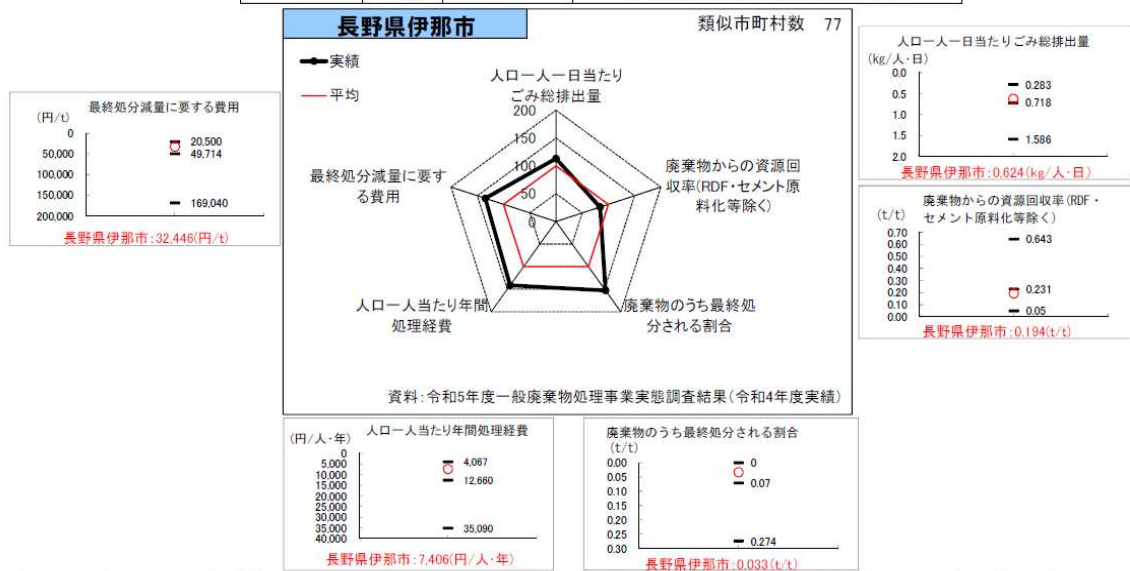 長野県伊那市
類似市町村数 77
実績
平均
人口一人一日当たり
ごみ総排出量
200
150
100
50
0
廃棄物からの資源回
収率(RDF・セメント原
料化等除く)
廃棄物のうち最終処
分される割合
人口一人当たり年間
処理経費
最終処分減量に要す
る費用
資料:令和5年度一般廃棄物処理事業実態調査結果(令和4年度実績)
最終処分減量に要する費用
(円/t)
0
50,000
100,000
150,000
200,000
20,500
49,714
169,040
長野県伊那市:32,446(円/t)
人口一人一日当たりごみ総排出量
(kg/人・日)
0.0
0.5
1.0
1.5
2.0
0.283
0.718
1.586
長野県伊那市:0.624(kg/人・日)
廃棄物からの資源回収率(RDF・
セメント原料化等除く)
(t/t)
0.70
0.60
0.50
0.40
0.30
0.20
0.10
0.00
0.643
0.231
0.05
長野県伊那市:0.194(t/t)
人口一人当たり年間処理経費
(円/人・年)
0
5,000
10,000
15,000
20,000
25,000
30,000
35,000
40,000
4,067
12,660
35,090
長野県伊那市:7,406(円/人・年)
廃棄物のうち最終処分される割合
(t/t)
0.00
0.05
0.10
0.15
0.20
0.25
0.30
0
0.07
0.274
長野県伊那市:0.033(t/t)